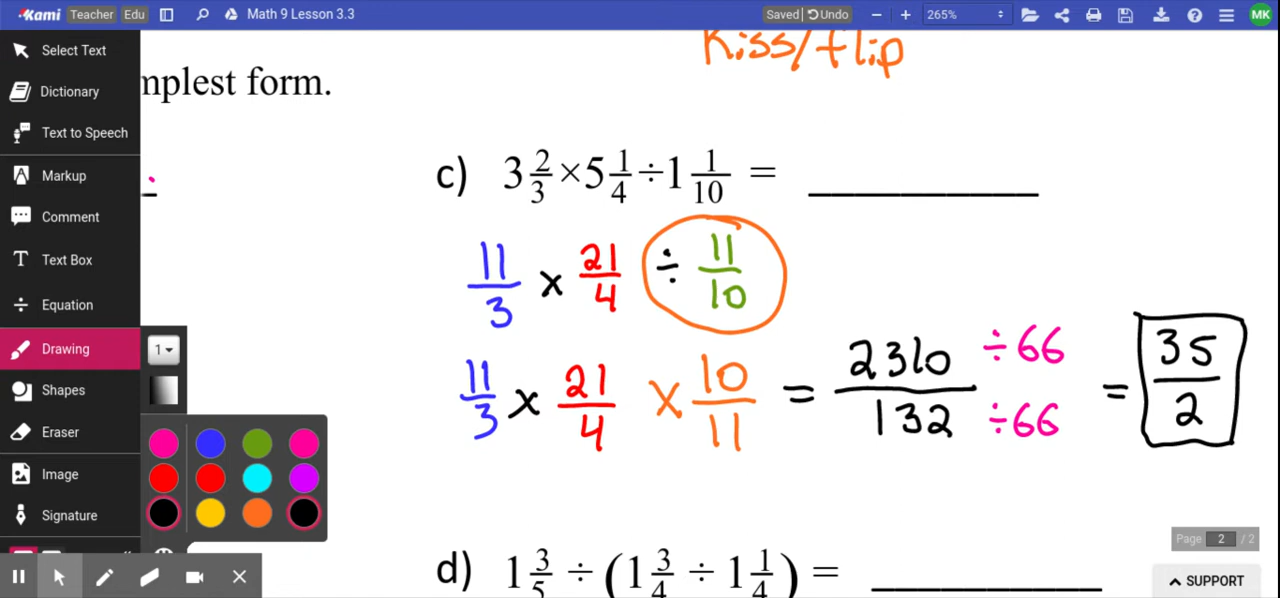 Kami Teacher Edu Math 9 Lesson 3.3 Saved Undo − + 265% MK
Select Text
Dictionary
Text to Speech
Markup
Comment
Text Box
Equation
Drawing
Shapes
Eraser
Image
Signature
1
Kiss/flip
mplest form.
c) 3 2/3 × 5 1/4 ÷ 1 1/10 = __________
11/3 × 21/4 ÷ 11/10
11/3 × 21/4 × 10/11 = 2310/132 ÷66/÷66 = 35/2
d) 1 3/5 ÷ (1 3/4 ÷ 1 1/4) = __________
Page 2 / 2
SUPPORT